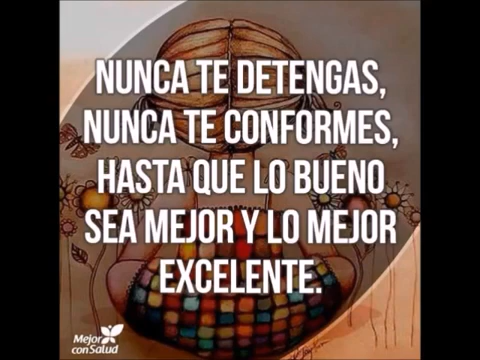 NUNCA TE DETENGAS,
NUNCA TE CONFORMES,
HASTA QUE LO BUENO
SEA MEJOR Y LO MEJOR
EXCELENTE.
Mejor
con Salud